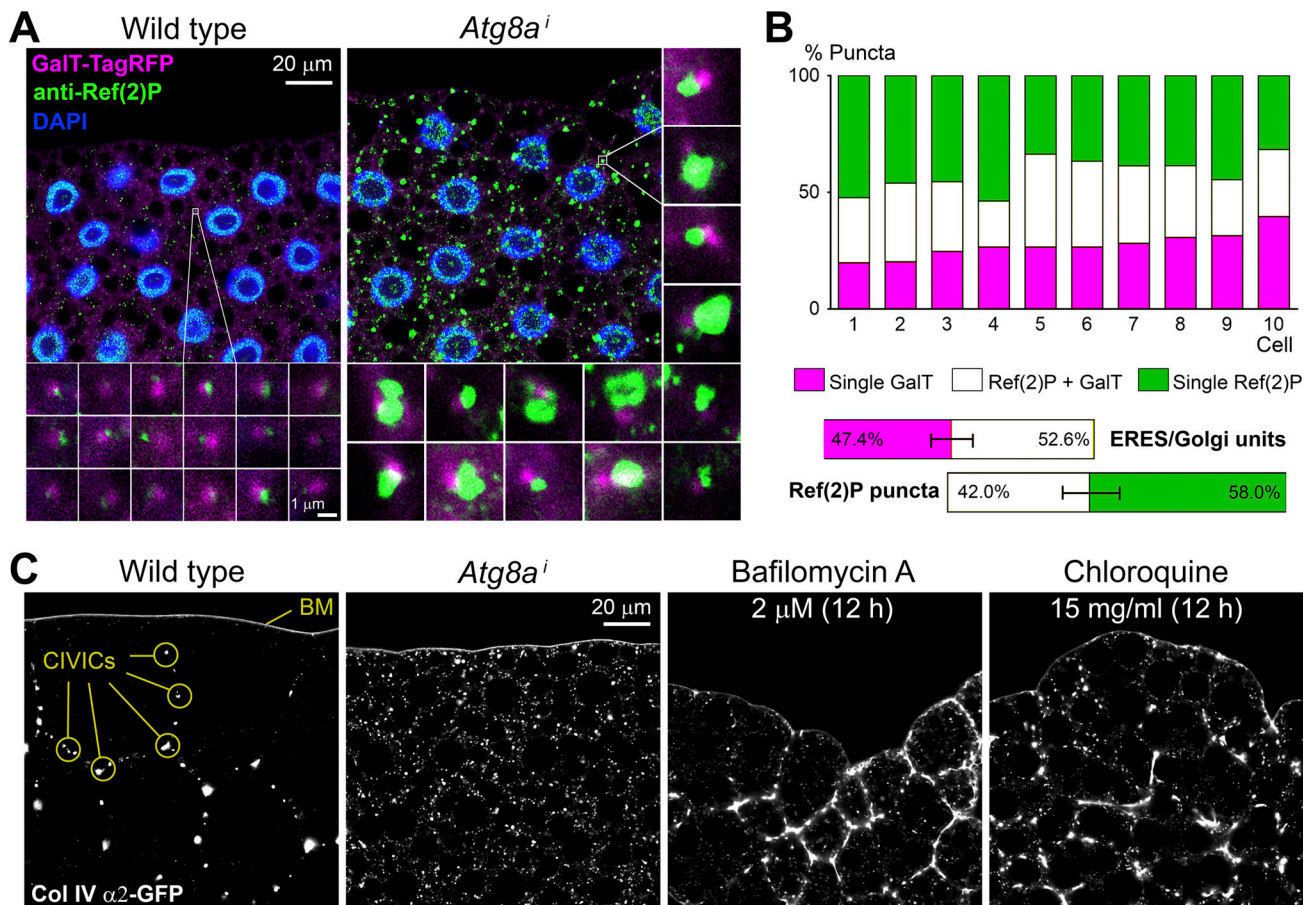 A
Wild type
Atg8a i
GalT-TagRFP
anti-Ref(2)P
DAPI
20 μm
1 μm
B
% Puncta
100
50
0
1 2 3 4 5 6 7 8 9 10
Cell
Single GalT Ref(2)P + GalT Single Ref(2)P
47.4% 52.6% ERES/Golgi units
Ref(2)P puncta 42.0% 58.0%
C
Wild type
BM
CIVICs
Col IV α2-GFP
Atg8a i
20 μm
Bafilomycin A
2 μM (12 h)
Chloroquine
15 mg/ml (12 h)